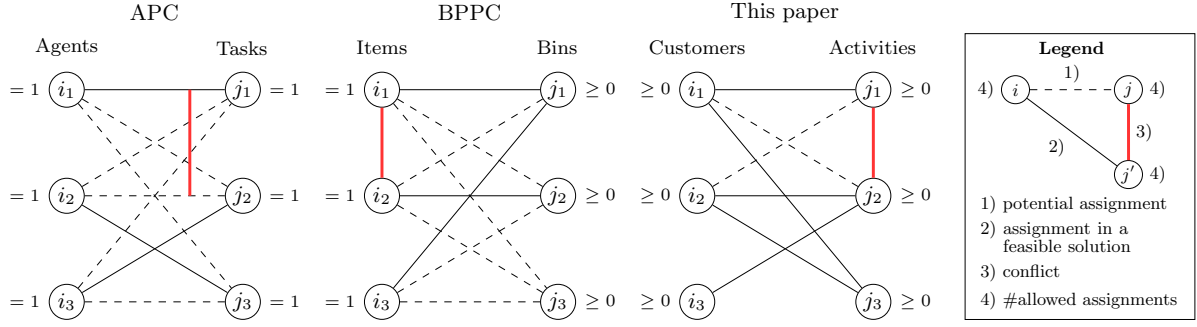 APC
Agents Tasks
= 1 i₁ j₁ = 1
= 1 i₂ j₂ = 1
= 1 i₃ j₃ = 1
BPPC
Items Bins
= 1 i₁ j₁ ≥ 0
= 1 i₂ j₂ ≥ 0
= 1 i₃ j₃ ≥ 0
This paper
Customers Activities
≥ 0 i₁ j₁ ≥ 0
≥ 0 i₂ j₂ ≥ 0
≥ 0 i₃ j₃ ≥ 0
Legend
1)
4) i j 4)
3)
2)
j' 4)
1) potential assignment
2) assignment in a
feasible solution
3) conflict
4) #allowed assignments